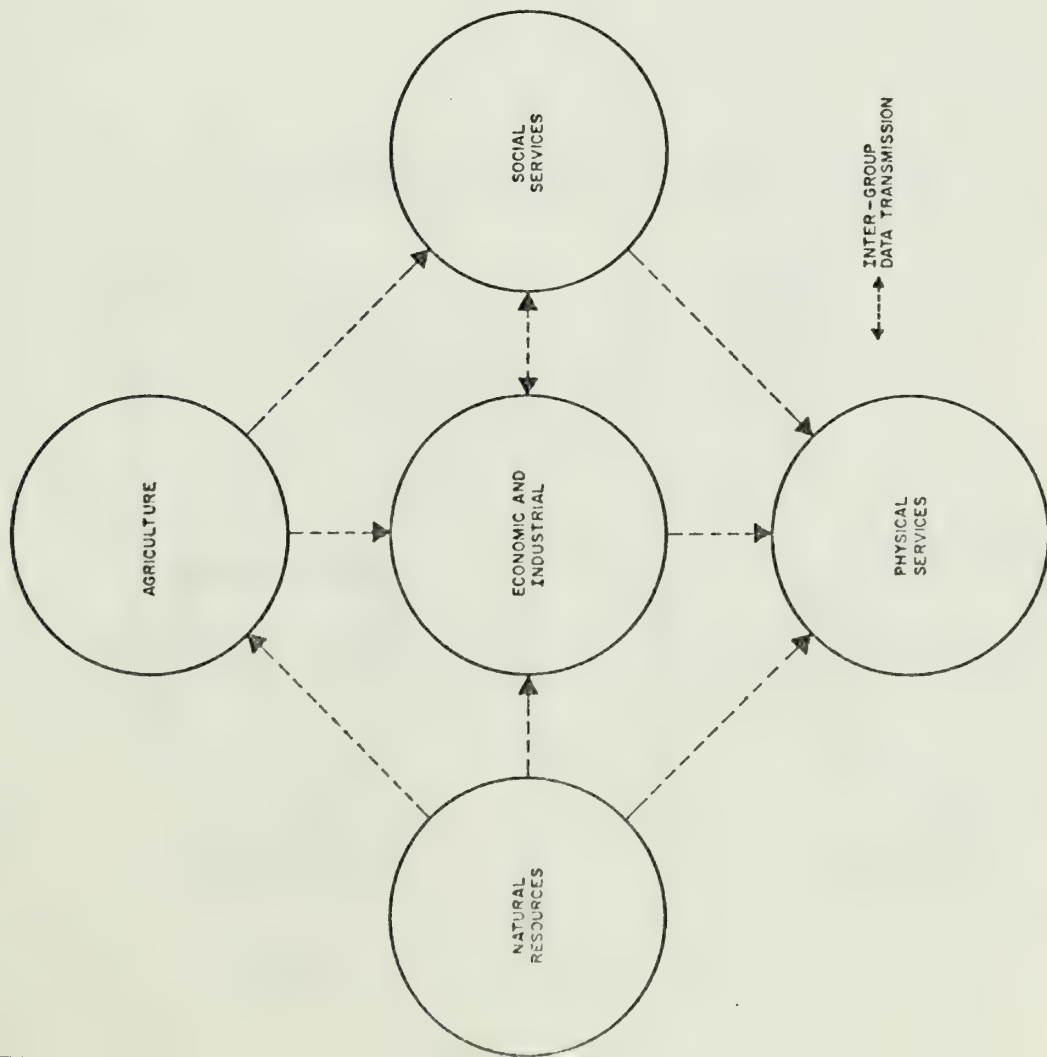 AGRICULTURE
SOCIAL
SERVICES
ECONOMIC AND
INDUSTRIAL
NATURAL
RESOURCES
PHYSICAL
SERVICES
INTER-GROUP
DATA TRANSMISSION